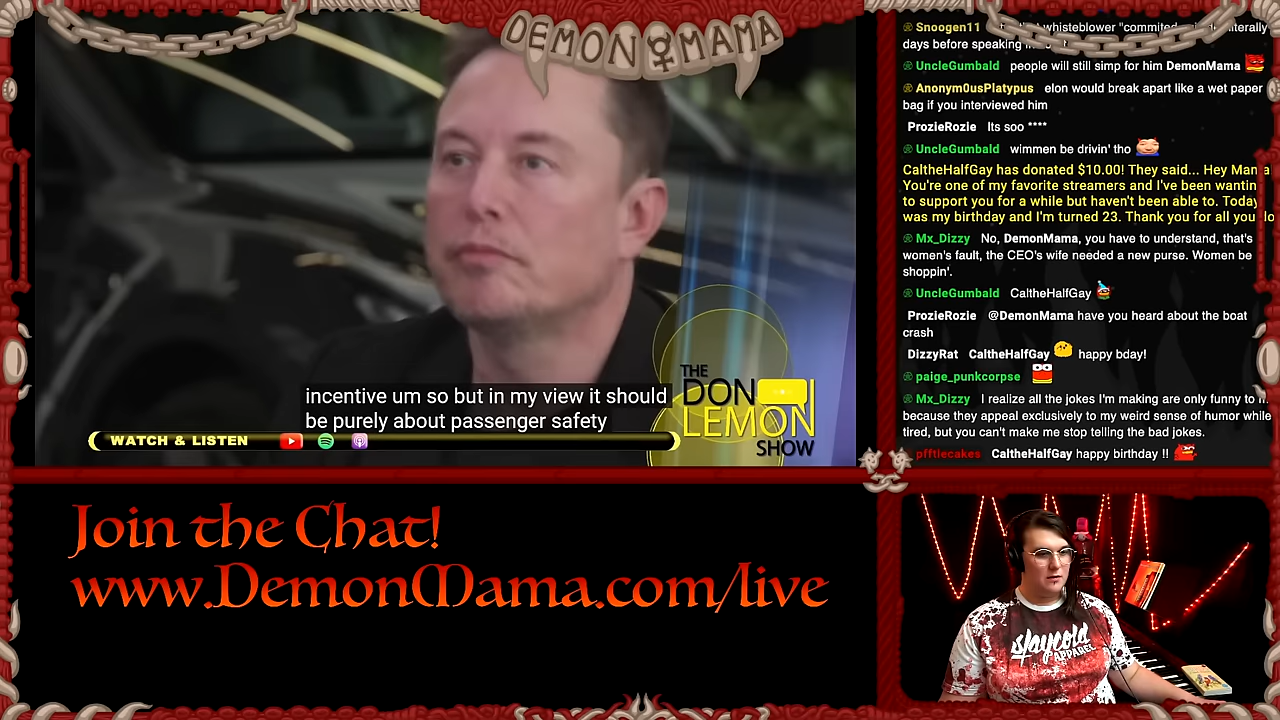 DEMON MAMA
incentive um so but in my view it should
be purely about passenger safety
WATCH & LISTEN
THE
DON
LEMON
SHOW
Snoogen11 whisteblower "commited
days before speaking in
UncleGumbald people will still simp for him DemonMama
Anonym0usPlatypus elon would break apart like a wet paper
bag if you interviewed him
ProzieRozie Its soo ****
UncleGumbald wimmen be drivin' tho
CaltheHalfGay has donated $10.00! They said... Hey Mama
You're one of my favorite streamers and I've been wantin
to support you for a while but haven't been able to. Today
was my birthday and I'm turned 23. Thank you for all you do
Mx_Dizzy No, DemonMama, you have to understand, that's
women's fault, the CEO's wife needed a new purse. Women be
shoppin'.
UncleGumbald CaltheHalfGay
ProzieRozie @DemonMama have you heard about the boat
crash
DizzyRat CaltheHalfGay happy bday!
paige_punkcorpse
Mx_Dizzy I realize all the jokes I'm making are only funny to
because they appeal exclusively to my weird sense of humor while
tired, but you can't make me stop telling the bad jokes.
pfftlecakes CaltheHalfGay happy birthday !!
Join the Chat!
www.DemonMama.com/live
staycold
APPAREL